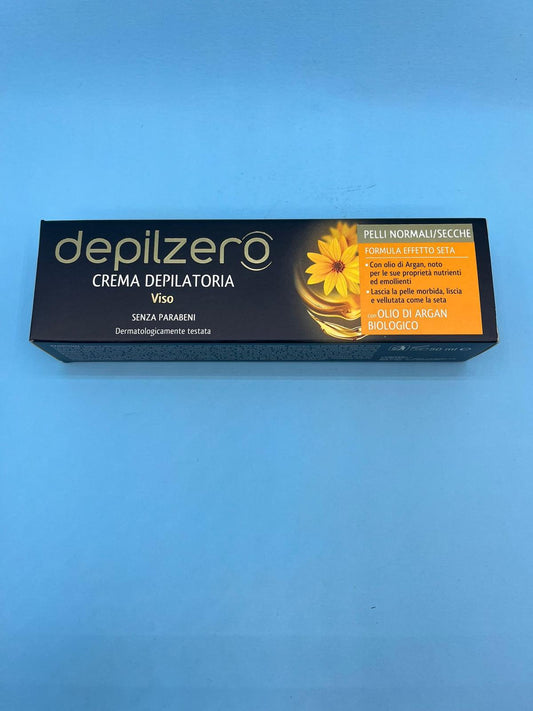 depilzero
CREMA DEPILATORIA
Viso
SENZA PARABENI
Dermatologicamente testata
PELLI NORMALI/SECCHE
FORMULA EFFETTO SETA
• Con olio di Argan, noto
per le sue proprietà nutrienti
ed emollienti
• Lascia la pelle morbida, liscia
e vellutata come la seta
con OLIO DI ARGAN
BIOLOGICO
50 ml e